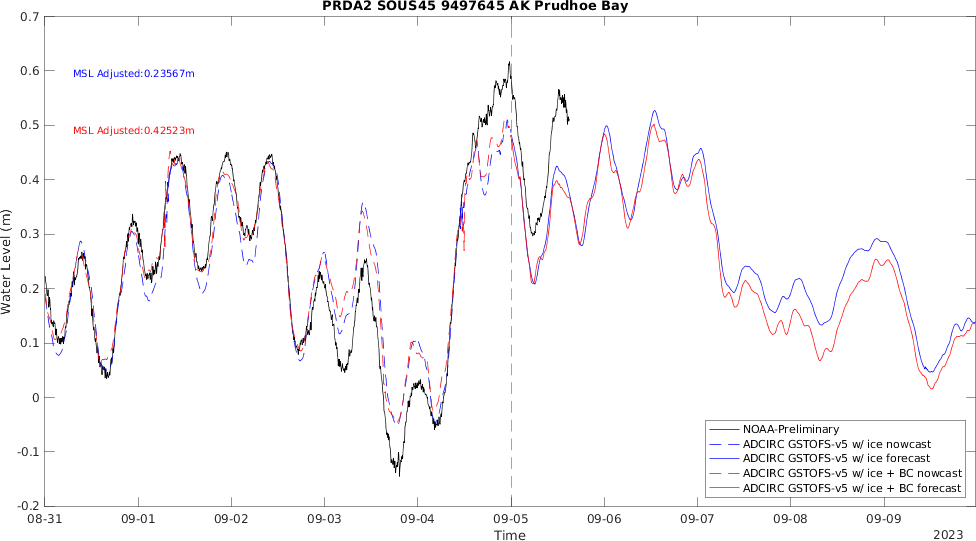 PRDA2 SOUS45 9497645 AK Prudhoe Bay
0.7
0.6
0.5
0.4
0.3
0.2
0.1
0
-0.1
-0.2
Water Level (m)
MSL Adjusted:0.23567m
MSL Adjusted:0.42523m
NOAA-Preliminary
ADCIRC GSTOFS-v5 w/ ice nowcast
ADCIRC GSTOFS-v5 w/ ice forecast
ADCIRC GSTOFS-v5 w/ ice + BC nowcast
ADCIRC GSTOFS-v5 w/ ice + BC forecast
08-31 09-01 09-02 09-03 09-04 09-05 09-06 09-07 09-08 09-09
Time
2023